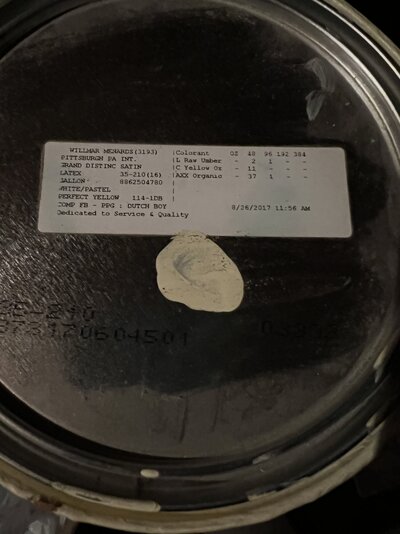 WILLMAR MENARDS(3193) |Colorant OZ 48 96 192 384
PITTSBURGH PA INT. |L Raw Umber - 2 1 - -
GRAND DISTINC SATIN |C Yellow Ox - 11 - - -
LATEX 35-210(16) |AXX Organic - 37 1 - -
GALLON 8862504780 |
WHITE/PASTEL |
PERFECT YELLOW 114-1DB |
COMP FB - PPG : DUTCH BOY 8/26/2017 11:56 AM
Dedicated to Service & Quality